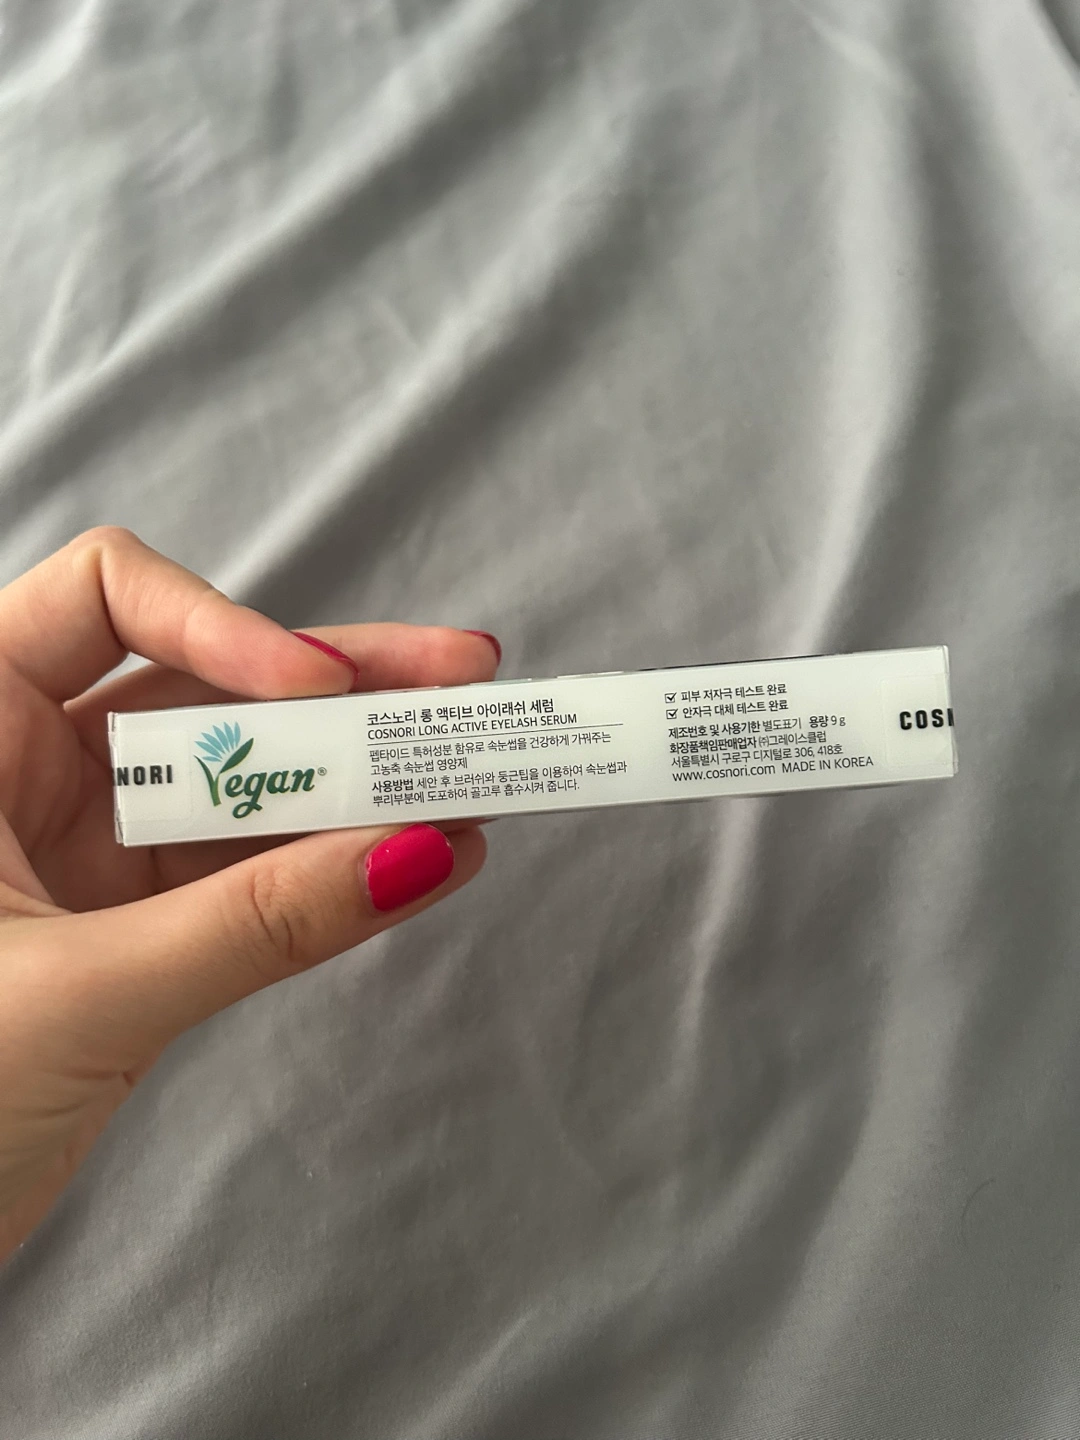 NORI
Vegan®
코스노리 롱 액티브 아이래쉬 세럼
COSNORI LONG ACTIVE EYELASH SERUM
펩타이드 특허성분 함유로 속눈썹을 건강하게 가꿔주는
고농축 속눈썹 영양제
사용방법 세안 후 브러쉬와 둥근팁을 이용하여 속눈썹과
뿌리부분에 도포하여 골고루 흡수시켜 줍니다.
피부 저자극 테스트 완료
안자극 대체 테스트 완료
제조번호 및 사용기한 별도표기 용량 9 g
화장품책임판매업자 ㈜그레이스클럽
서울특별시 구로구 디지털로 306, 418호
www.cosnori.com MADE IN KOREA
COSN